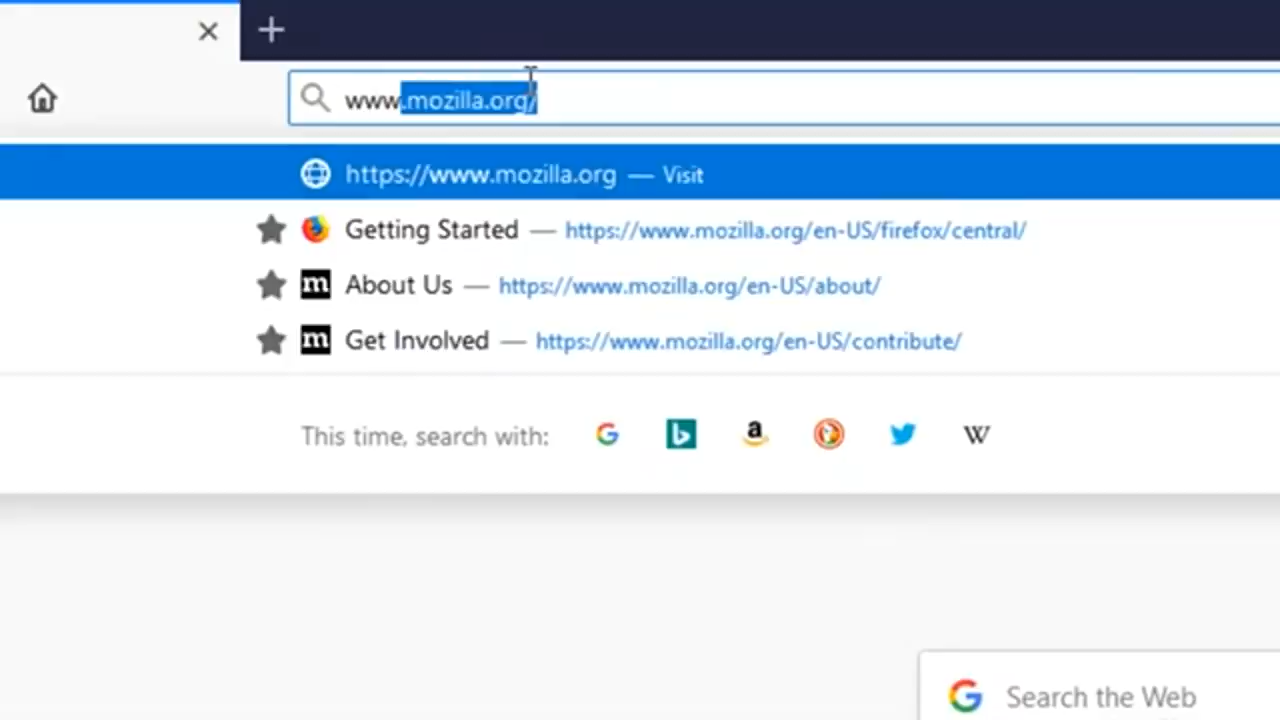 www.mozilla.org/
https://www.mozilla.org — Visit
Getting Started — https://www.mozilla.org/en-US/firefox/central/
About Us — https://www.mozilla.org/en-US/about/
Get Involved — https://www.mozilla.org/en-US/contribute/
This time, search with:
Search the Web